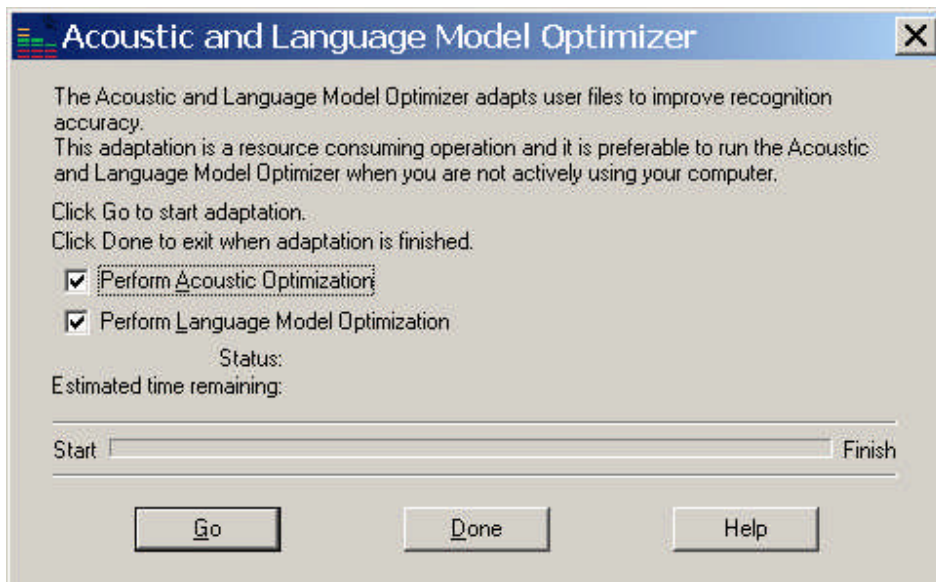 Acoustic and Language Model Optimizer
The Acoustic and Language Model Optimizer adapts user files to improve recognition
accuracy.
This adaptation is a resource consuming operation and it is preferable to run the Acoustic
and Language Model Optimizer when you are not actively using your computer.
Click Go to start adaptation.
Click Done to exit when adaptation is finished.
Perform Acoustic Optimization
Perform Language Model Optimization
Status:
Estimated time remaining:
Start Finish
Go Done Help